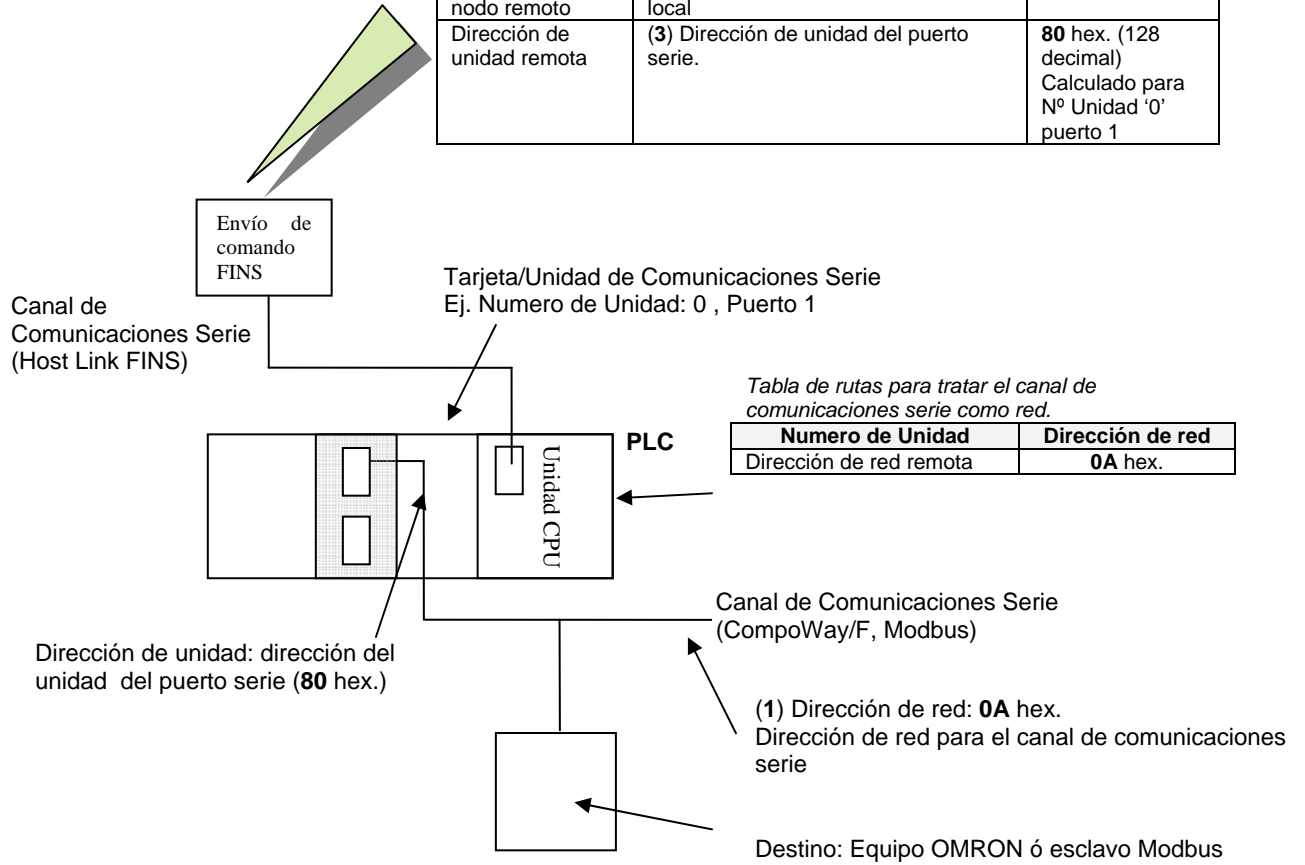 nodo remoto
local
Dirección de
unidad remota
(3) Dirección de unidad del puerto
serie.
80 hex. (128
decimal)
Calculado para
Nº Unidad ‘0’
puerto 1
Envío de
comando
FINS
Canal de
Comunicaciones Serie
(Host Link FINS)
Tarjeta/Unidad de Comunicaciones Serie
Ej. Numero de Unidad: 0 , Puerto 1
Tabla de rutas para tratar el canal de
comunicaciones serie como red.
Numero de Unidad
Dirección de red
Dirección de red remota
0A hex.
PLC
Unidad CPU
Canal de Comunicaciones Serie
(CompoWay/F, Modbus)
Dirección de unidad: dirección del
unidad del puerto serie (80 hex.)
(1) Dirección de red: 0A hex.
Dirección de red para el canal de comunicaciones
serie
Destino: Equipo OMRON ó esclavo Modbus